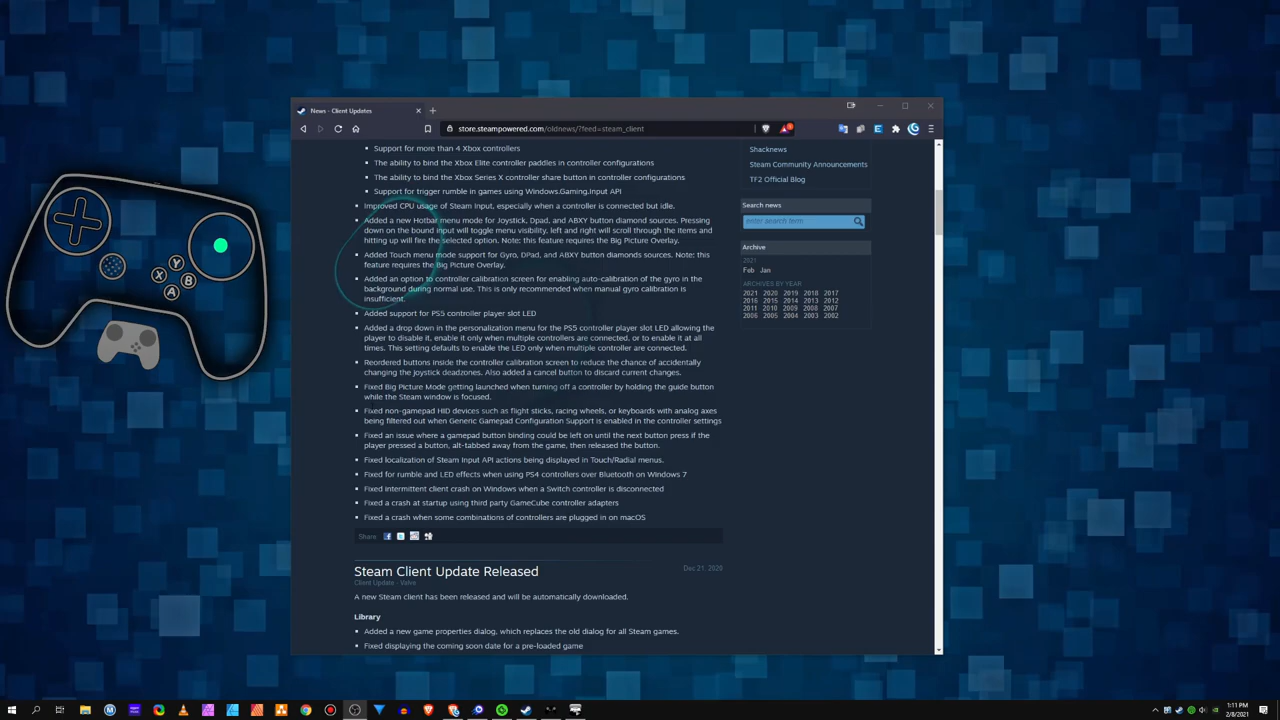 News - Client Updates
store.steampowered.com/oldnews/?feed=steam_client
Support for more than 4 Xbox controllers
The ability to bind the Xbox Elite controller paddles in controller configurations
The ability to bind the Xbox Series X controller share button in controller configurations
Support for trigger rumble in games using Windows.Gaming.Input API
Improved CPU usage of Steam Input, especially when a controller is connected but idle.
Added a new Hotbar menu mode for Joystick, Dpad, and ABXY button diamond sources. Pressing
down on the bound input will toggle menu visibility, left and right will scroll through the items and
hitting up will fire the selected option. Note: this feature requires the Big Picture Overlay.
Added Touch menu mode support for Gyro, DPad, and ABXY button diamonds sources. Note: this
feature requires the Big Picture Overlay.
Added an option to controller calibration screen for enabling auto-calibration of the gyro in the
background during normal use. This is only recommended when manual gyro calibration is
insufficient.
Added support for PS5 controller player slot LED
Added a drop down in the personalization menu for the PS5 controller player slot LED allowing the
player to disable it, enable it only when multiple controllers are connected, or to enable it at all
times. This setting defaults to enable the LED only when multiple controller are connected.
Reordered buttons inside the controller calibration screen to reduce the chance of accidentally
changing the joystick deadzones. Also added a cancel button to discard current changes.
Fixed Big Picture Mode getting launched when turning off a controller by holding the guide button
while the Steam window is focused.
Fixed non-gamepad HID devices such as flight sticks, racing wheels, or keyboards with analog axes
being filtered out when Generic Gamepad Configuration Support is enabled in the controller settings
Fixed an issue where a gamepad button binding could be left on until the next button press if the
player pressed a button, alt-tabbed away from the game, then released the button.
Fixed localization of Steam Input API actions being displayed in Touch/Radial menus.
Fixed for rumble and LED effects when using PS4 controllers over Bluetooth on Windows 7
Fixed intermittent client crash on Windows when a Switch controller is disconnected
Fixed a crash at startup using third party GameCube controller adapters
Fixed a crash when some combinations of controllers are plugged in on macOS
Share:
Steam Client Update Released
Dec 21, 2020
Client Update - Valve
A new Steam client has been released and will be automatically downloaded.
Library
Added a new game properties dialog, which replaces the old dialog for all Steam games.
Fixed displaying the coming soon date for a pre-loaded game
Shacknews
Steam Community Announcements
TF2 Official Blog
Search news
enter search term
Archive
2021
Feb Jan
ARCHIVES BY YEAR
2021 2020 2019 2018 2017
2016 2015 2014 2013 2012
2011 2010 2009 2008 2007
2006 2005 2004 2003 2002
Y
X B
A
1:11 PM
2/8/2021